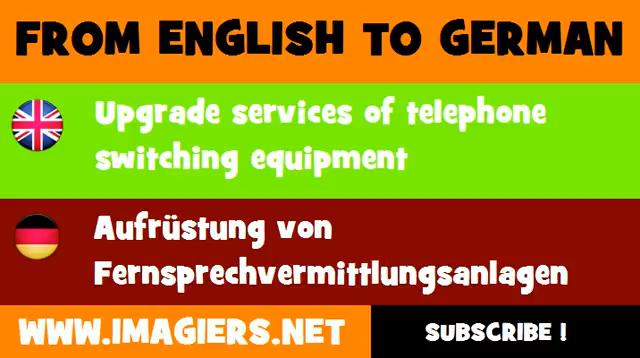 FROM ENGLISH TO GERMAN
Upgrade services of telephone
switching equipment
Aufrüstung von
Fernsprechvermittlungsanlagen
WWW.IMAGIERS.NET
SUBSCRIBE !